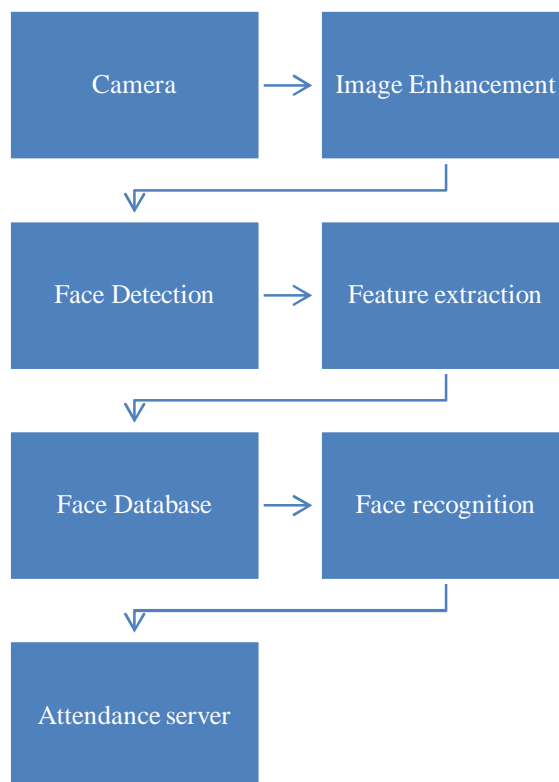 Camera
Image Enhancement
Face Detection
Feature extraction
Face Database
Face recognition
Attendance server